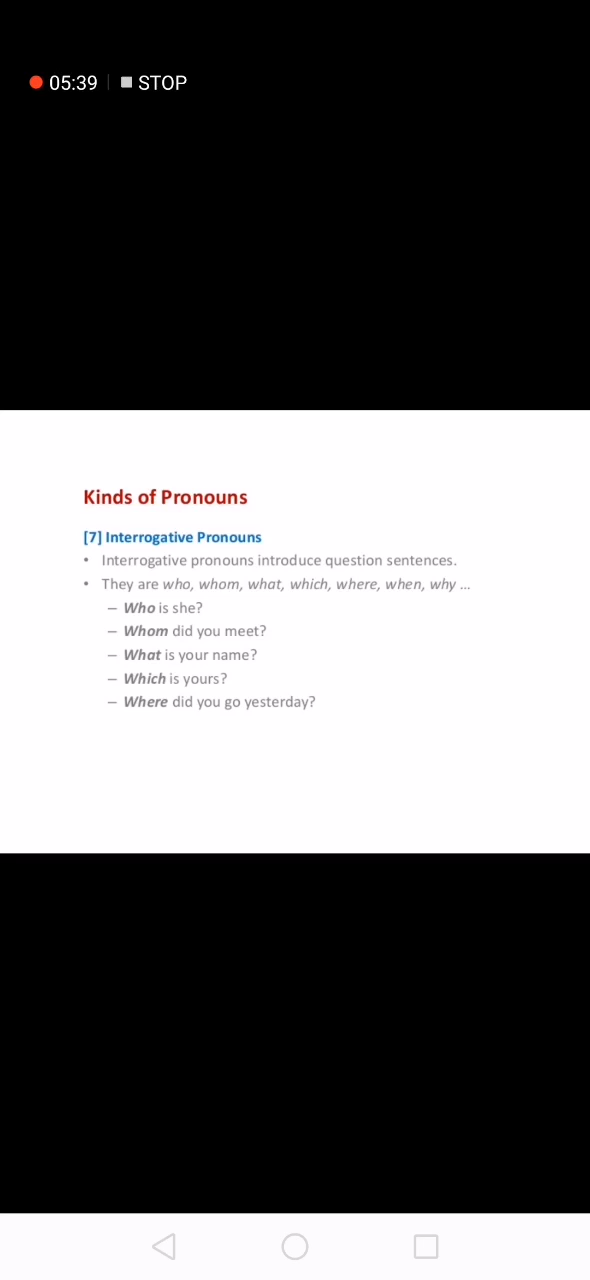 05:39 STOP
Kinds of Pronouns
[7] Interrogative Pronouns
• Interrogative pronouns introduce question sentences.
• They are who, whom, what, which, where, when, why ...
– Who is she?
– Whom did you meet?
– What is your name?
– Which is yours?
– Where did you go yesterday?